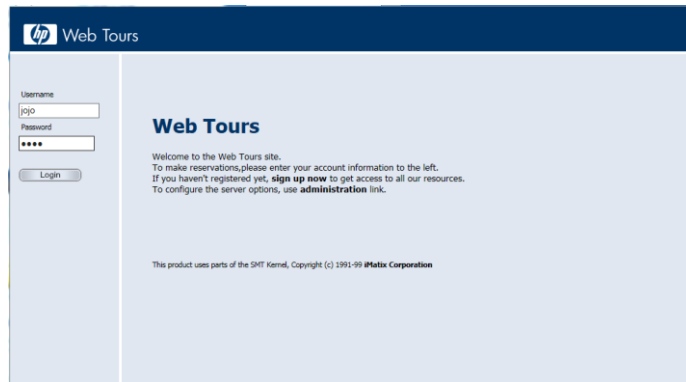 hp Web Tours
Username
jojo
Password
••••
Login
Web Tours
Welcome to the Web Tours site.
To make reservations,please enter your account information to the left.
If you haven't registered yet, sign up now to get access to all our resources.
To configure the server options, use administration link.
This product uses parts of the SMT Kernel, Copyright (c) 1991-99 iMatix Corporation